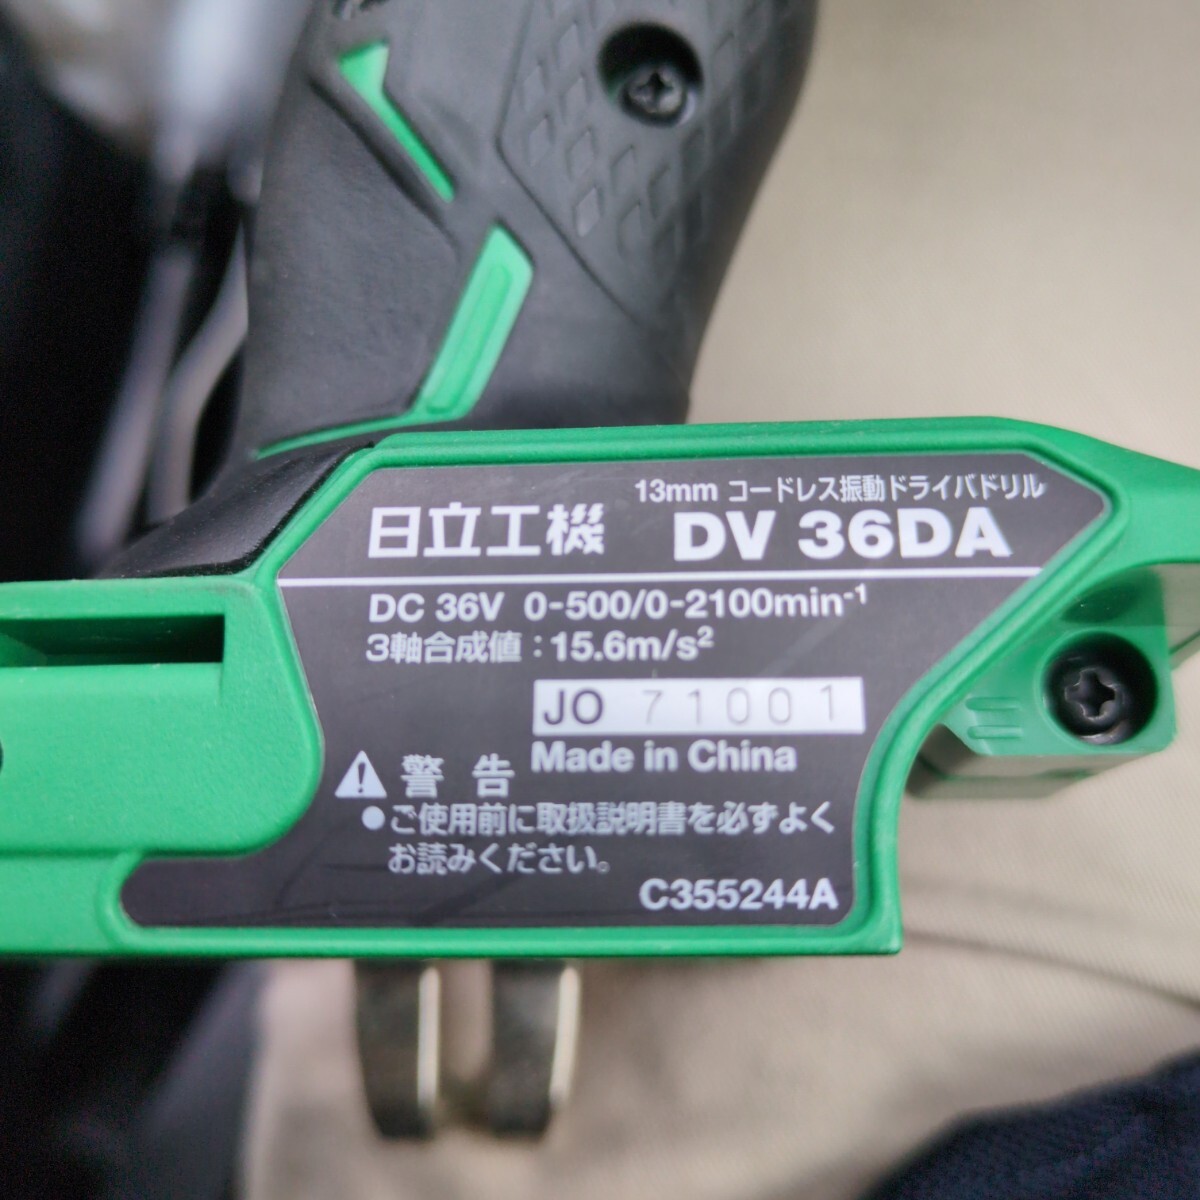 13mm コードレス振動ドライバドリル
日立工機 DV 36DA
DC 36V 0-500/0-2100min-1
3軸合成値：15.6m/s2
JO 71001
Made in China
警告
●ご使用前に取扱説明書を必ずよく
お読みください。
C355244A